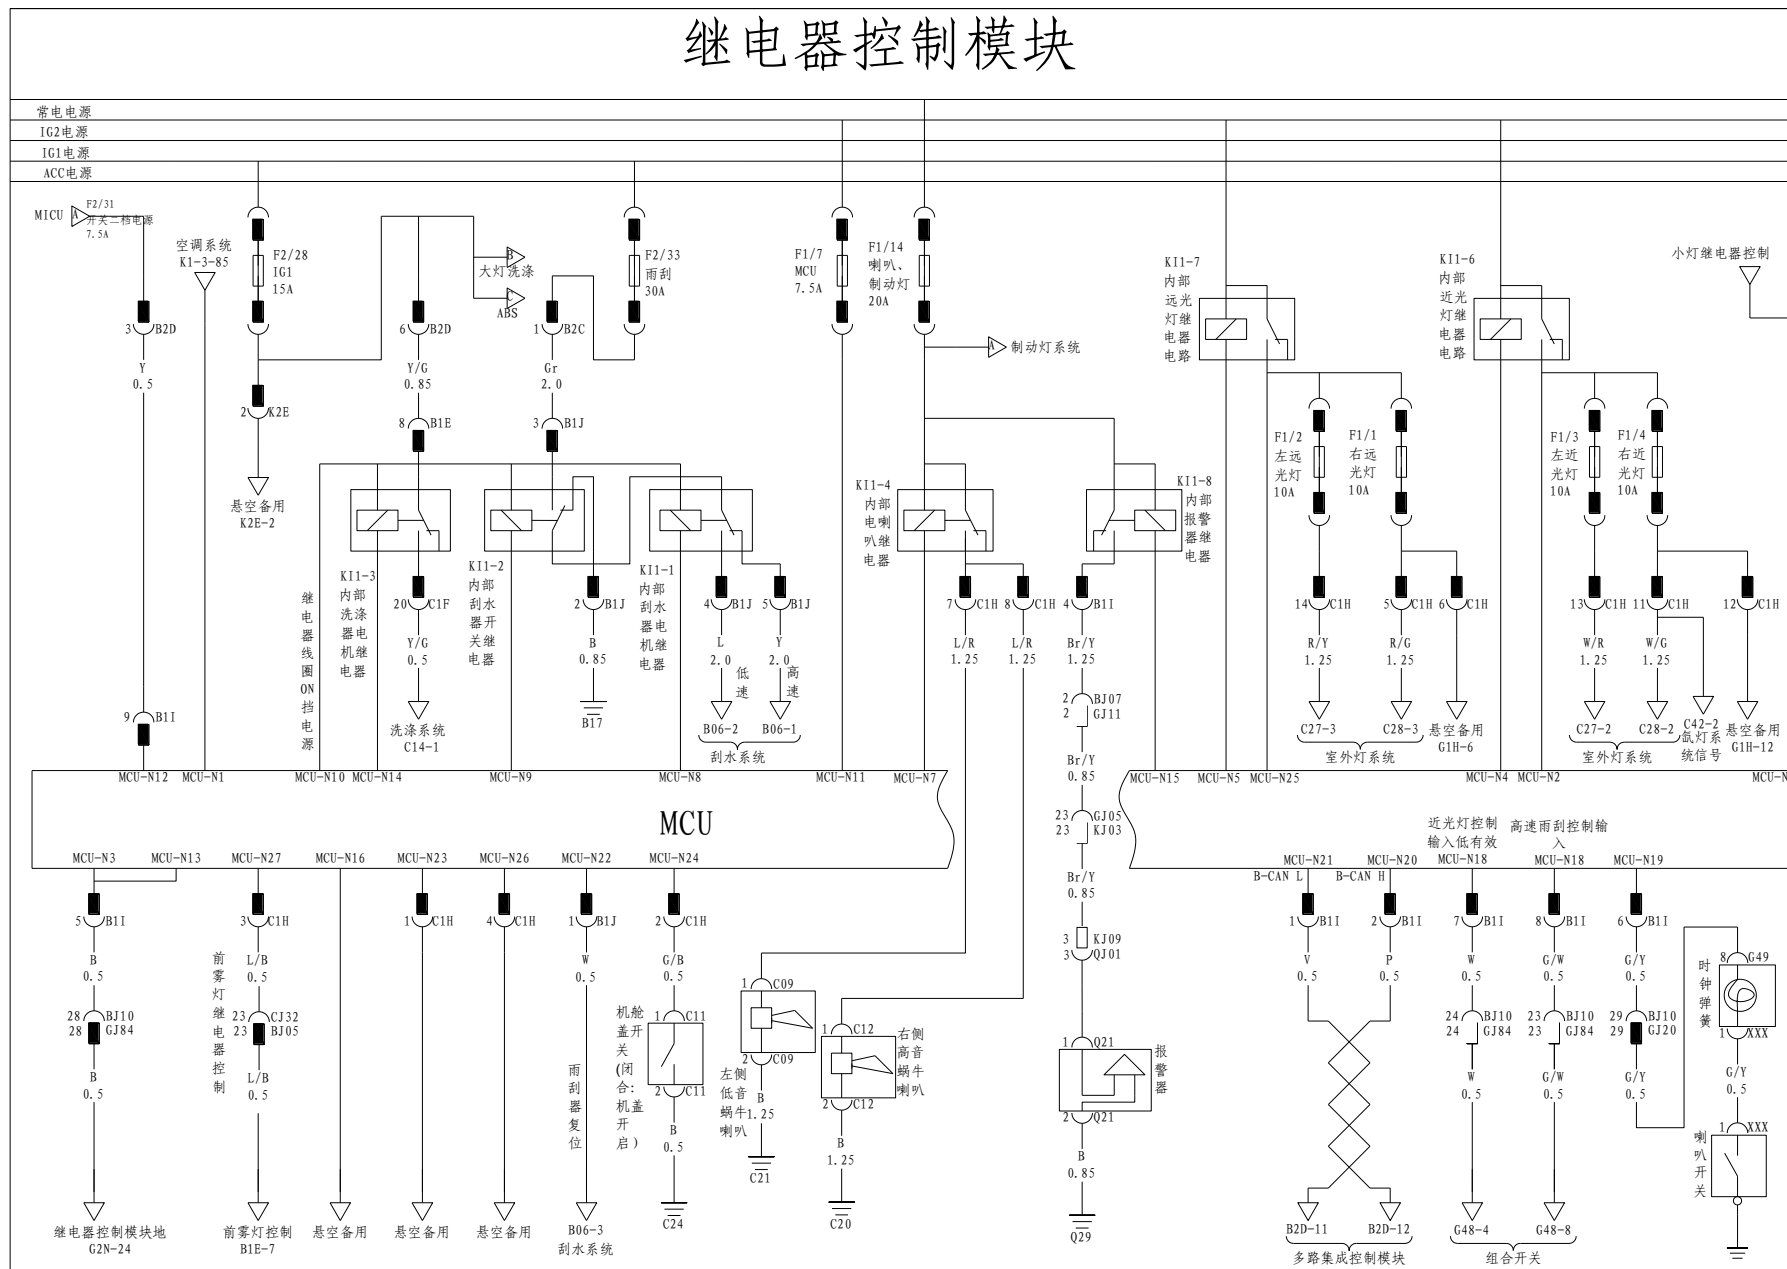 继电器控制模块
常电电源
IG2电源
IG1电源
ACC电源
MICU
A
F2/31
开关二档电源
7.5A
空调系统
K1-3-85
F2/28
IG1
15A
B
大灯洗涤
C
ABS
F2/33
雨刮
30A
F1/7
MCU
7.5A
F1/14
喇叭、
制动灯
20A
A
制动灯系统
KI1-7
内部
远光
灯继
电器
电路
KI1-6
内部
近光
灯继
电器
电路
小灯继电器控制
3 B2D
6 B2D
1 B2C
Y
0.5
Y/G
0.85
Gr
2.0
2 K2E
8 B1E
3 B1J
悬空备用
K2E-2
F1/2
左远
光灯
10A
F1/1
右远
光灯
10A
F1/3
左近
光灯
10A
F1/4
右近
光灯
10A
KI1-3
内部
洗涤
器电
机继
电器
KI1-2
内部
刮水
器开
关继
电器
KI1-1
内部
刮水
器电
机继
电器
KI1-4
内部
电喇
叭继
电器
KI1-8
内部
报警
器继
电器
继电器线圈ON挡电源
20 C1F
2 B1J
4 B1J
5 B1J
7 C1H
8 C1H
4 B1I
14 C1H
5 C1H
6 C1H
13 C1H
11 C1H
12 C1H
Y/G
0.5
B
0.85
L
2.0
低速
Y
2.0
高速
L/R
1.25
L/R
1.25
Br/Y
1.25
R/Y
1.25
R/G
1.25
W/R
1.25
W/G
1.25
9 B1I
洗涤系统
C14-1
B17
B06-2
B06-1
刮水系统
2 BJ07
2 GJ11
Br/Y
0.85
C27-3
C28-3
室外灯系统
悬空备用
G1H-6
C27-2
C28-2
室外灯系统
C42-2
氙灯系
统信号
悬空备用
G1H-12
MCU-N12
MCU-N1
MCU-N10
MCU-N14
MCU-N9
MCU-N8
MCU-N11
MCU-N7
MCU-N15
MCU-N5
MCU-N25
MCU-N4
MCU-N2
MCU-N
MCU
23 GJ05
23 KJ03
近光灯控制
输入低有效
高速雨刮控制输
入
MCU-N3
MCU-N13
MCU-N27
MCU-N16
MCU-N23
MCU-N26
MCU-N22
MCU-N24
MCU-N21
MCU-N20
MCU-N18
MCU-N18
MCU-N19
B-CAN L
B-CAN H
Br/Y
0.85
5 B1I
3 C1H
1 C1H
4 C1H
1 B1J
2 C1H
3 KJ09
3 QJ01
1 B1I
2 B1I
7 B1I
8 B1I
6 B1I
B
0.5
前雾灯继电器控制
L/B
0.5
W
0.5
G/B
0.5
V
0.5
P
0.5
W
0.5
G/W
0.5
G/Y
0.5
时钟弹簧
8 G49
1 XXX
28 BJ10
28 GJ84
23 CJ32
23 BJ05
机舱
盖开
关
(闭
合:
机盖
开
启)
1 C11
2 C11
1 C09
2 C09
1 C12
2 C12
左侧
低音
蜗牛
喇叭
右侧
高音
蜗牛
喇叭
1 Q21
2 Q21
报警器
24 BJ10
24 GJ84
23 BJ10
23 GJ84
29 BJ10
29 GJ20
B
0.5
L/B
0.5
雨刮器复位
B
0.5
B
1.25
B
1.25
B
0.85
W
0.5
G/W
0.5
G/Y
0.5
G/Y
0.5
1 XXX
喇叭开关
C21
继电器控制模块地
G2N-24
前雾灯控制
B1E-7
悬空备用
悬空备用
悬空备用
B06-3
刮水系统
C24
C20
Q29
B2D-11
B2D-12
多路集成控制模块
G48-4
G48-8
组合开关